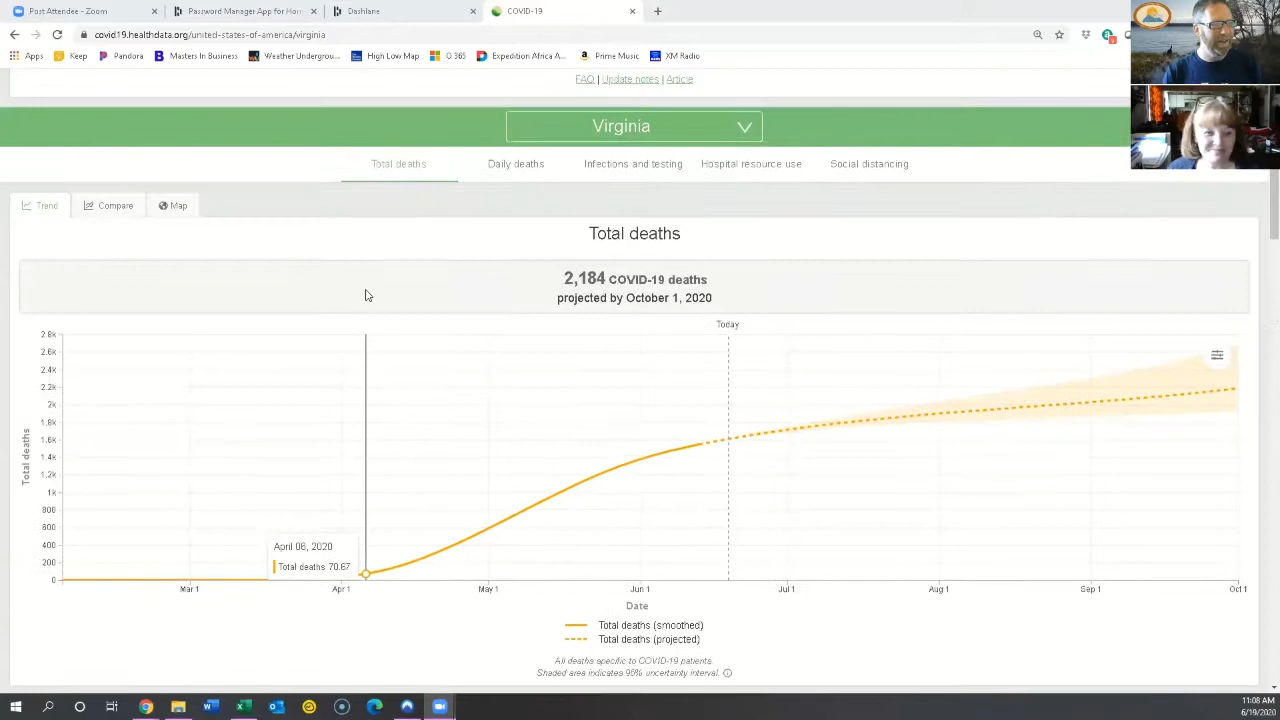 Post Attendee - Zoom
Password Manager App for Hom
Dashlane
COVID-19
covid19.healthdata.org/united-states-of-america/virginia
Apps Keep Pandora Masters in Business Weather Undergrou... High Low Map O 365 Expedition Africa A... Prime Music XM Radio
FAQ | Update notes | Article
Virginia
Total deaths Daily deaths Infections and testing Hospital resource use Social distancing
Trend Compare Map
Total deaths
2,184 COVID-19 deaths
projected by October 1, 2020
Today
2.8k
2.6k
2.4k
2.2k
2k
1.8k
1.6k
1.4k
1.2k
1k
800
600
400
200
0
Total deaths
April 06, 2020
Total deaths 70.67
Mar 1 Apr 1 May 1 Jun 1 Jul 1 Aug 1 Sep 1 Oct 1
Date
Total deaths (smoothed)
Total deaths (projected)
All deaths specific to COVID-19 patients.
Shaded area indicates 95% uncertainty interval.
11:08 AM
6/19/2020